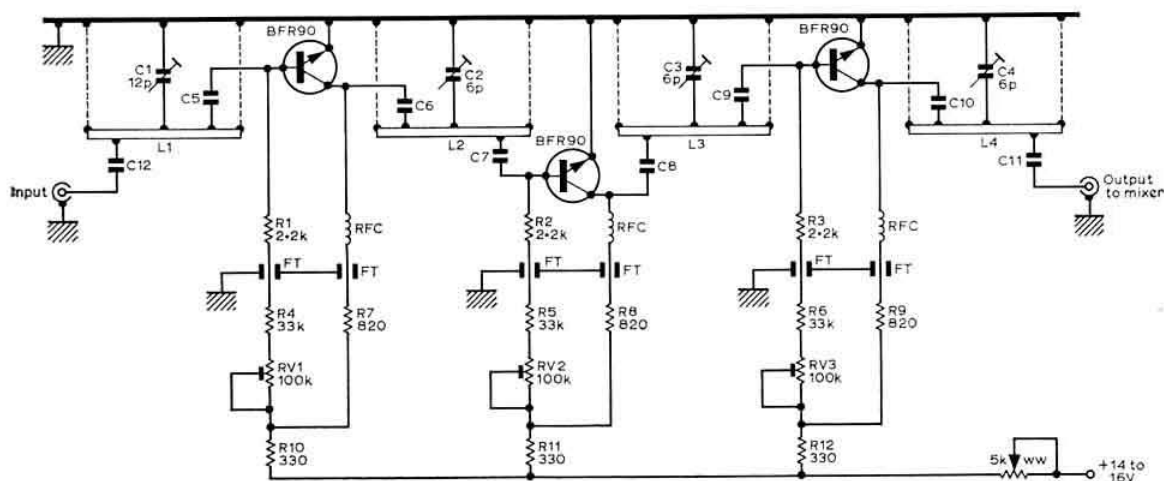 BFR90
BFR90
C1
12p
C2
6p
C3
6p
C4
6p
C5
C6
C9
C10
L1
L2
BFR90
L3
L4
C12
C7
C8
C11
Input
Output
to mixer
R1
2·2k
RFC
R2
2·2k
RFC
R3
2·2k
RFC
FT
FT
FT
FT
FT
FT
R4
33k
R7
820
R5
33k
R8
820
R6
33k
R9
820
RV1
100k
RV2
100k
RV3
100k
R10
330
R11
330
R12
330
5k
WW
+14 to
16V